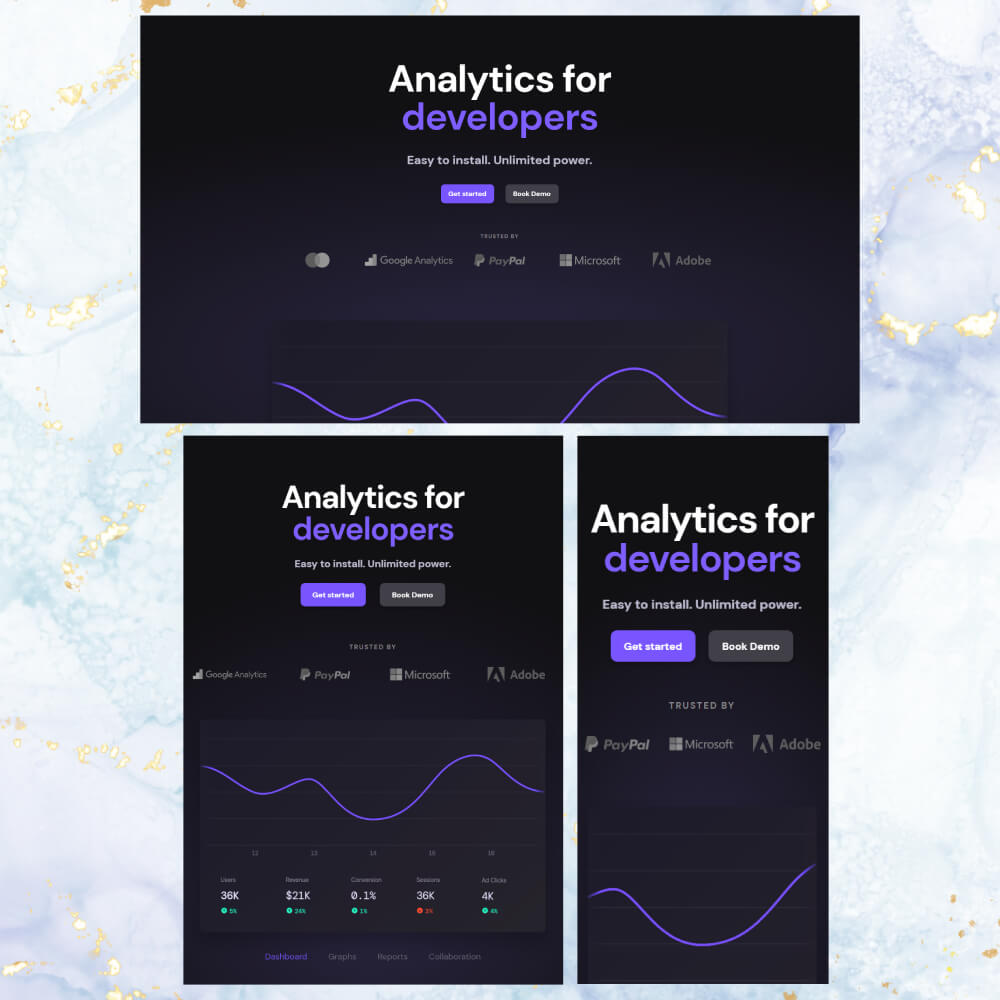 Analytics for
developers
Easy to install. Unlimited power.
Get started Book Demo
TRUSTED BY
Google Analytics PayPal Microsoft Adobe
Analytics for
developers
Easy to install. Unlimited power.
Get started Book Demo
TRUSTED BY
Google Analytics PayPal Microsoft Adobe
12 13 14 15 16
Users Revenue Conversion Sessions Ad Clicks
36K $21K 0.1% 36K 4K
5% 24% 1% 3% 4%
Dashboard Graphs Reports Collaboration
Analytics for
developers
Easy to install. Unlimited power.
Get started Book Demo
TRUSTED BY
PayPal Microsoft Adobe